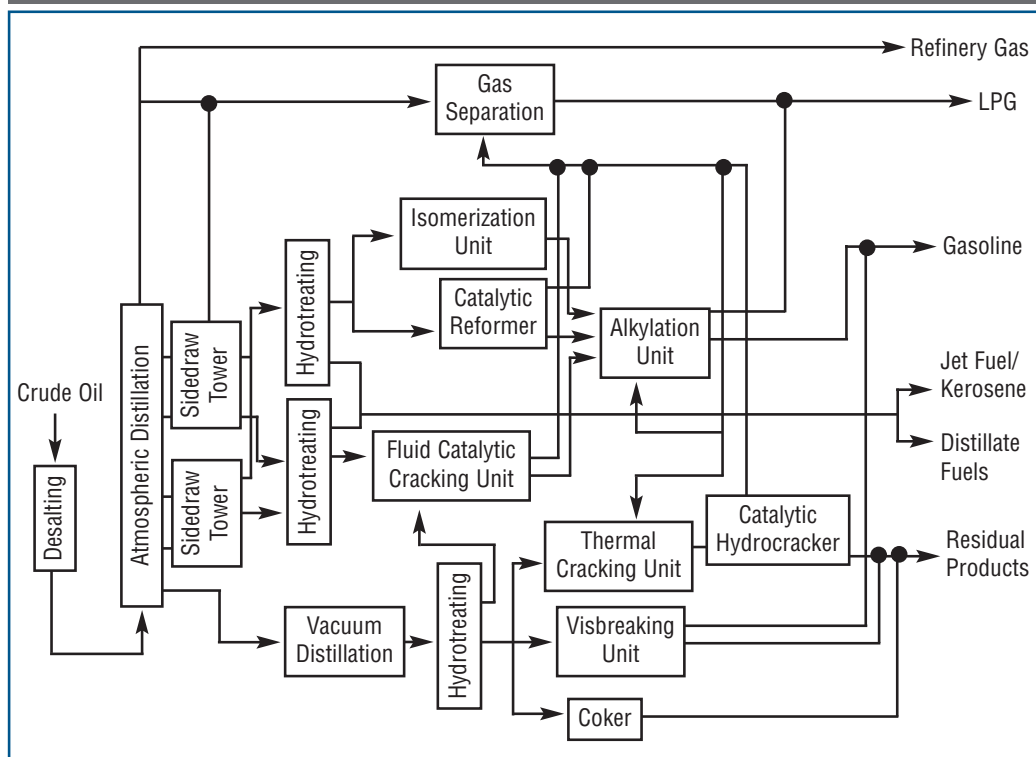 Refinery Gas
Gas
Separation
LPG
Isomerization
Unit
Gasoline
Hydrotreating
Catalytic
Reformer
Alkylation
Unit
Sidedraw
Tower
Jet Fuel/
Kerosene
Crude Oil
Atmospheric Distillation
Hydrotreating
Fluid Catalytic
Cracking Unit
Distillate
Fuels
Desalting
Sidedraw
Tower
Thermal
Cracking Unit
Catalytic
Hydrocracker
Residual
Products
Vacuum
Distillation
Hydrotreating
Visbreaking
Unit
Coker